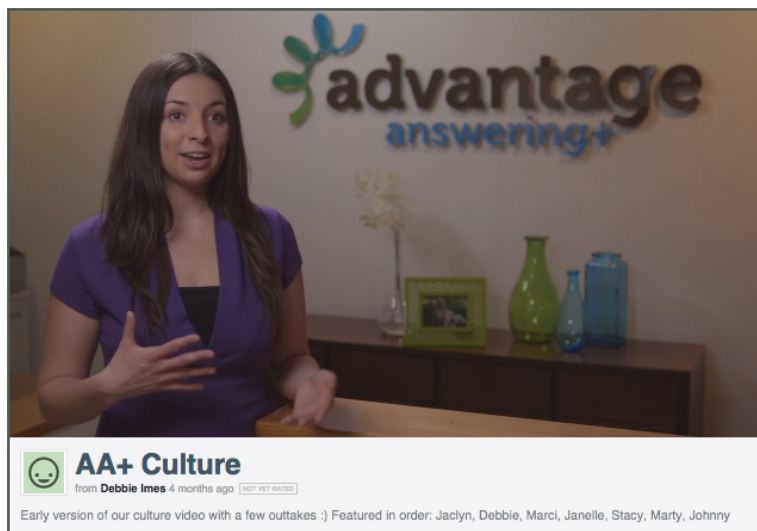 advantage
answering+
AA+ Culture
from Debbie Imes 4 months ago NOT YET RATED
Early version of our culture video with a few outtakes :) Featured in order: Jaclyn, Debbie, Marci, Janelle, Stacy, Marty, Johnny